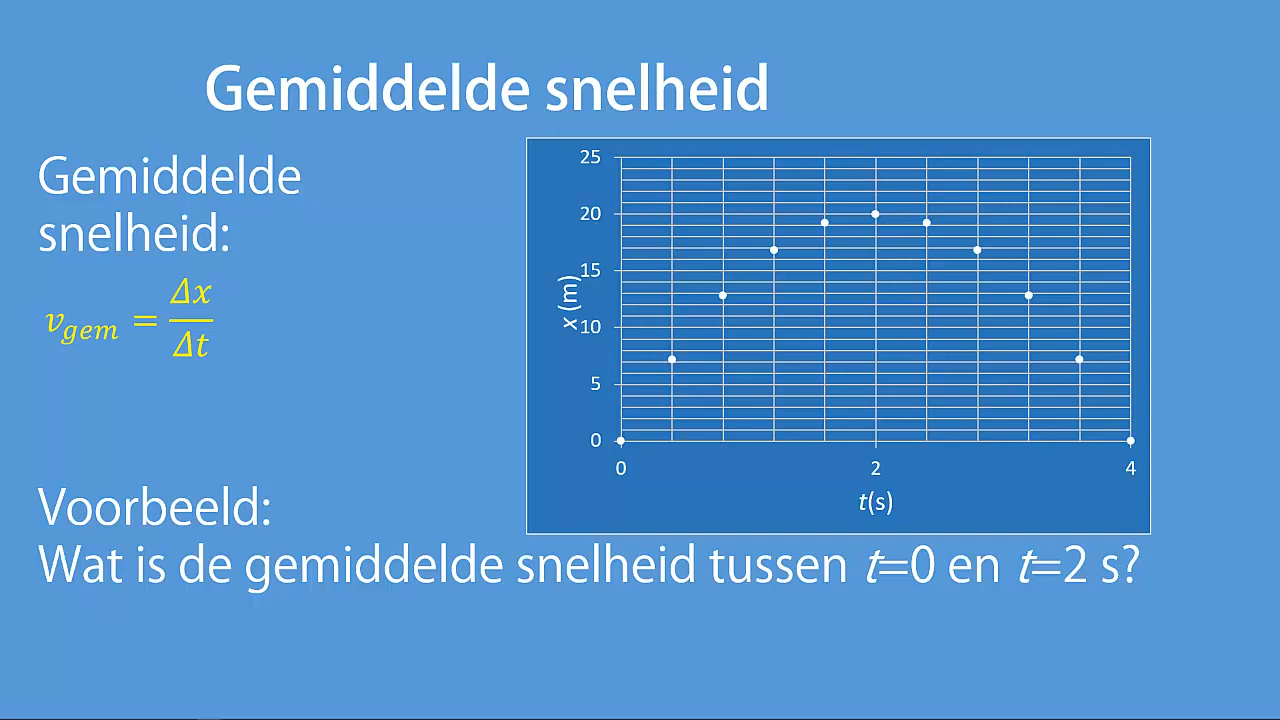 Gemiddelde snelheid
Gemiddelde
snelheid:
v_gem = Δx/Δt
25
20
15
10
5
0
x (m)
0 2 4
t(s)
Voorbeeld:
Wat is de gemiddelde snelheid tussen t=0 en t=2 s?